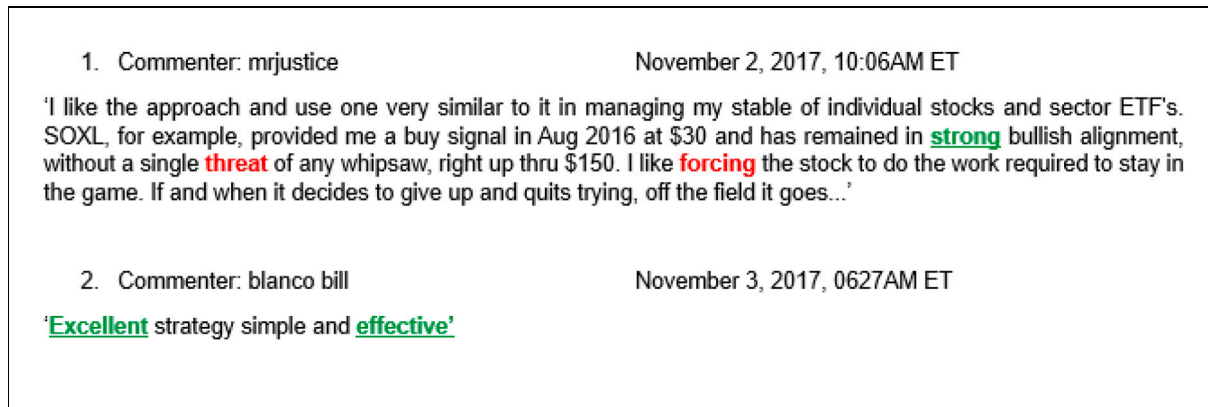 1. Commenter: mrjustice November 2, 2017, 10:06AM ET
‘I like the approach and use one very similar to it in managing my stable of individual stocks and sector ETF's.
SOXL, for example, provided me a buy signal in Aug 2016 at $30 and has remained in strong bullish alignment,
without a single threat of any whipsaw, right up thru $150. I like forcing the stock to do the work required to stay in
the game. If and when it decides to give up and quits trying, off the field it goes...’
2. Commenter: blanco bill November 3, 2017, 0627AM ET
‘Excellent strategy simple and effective’